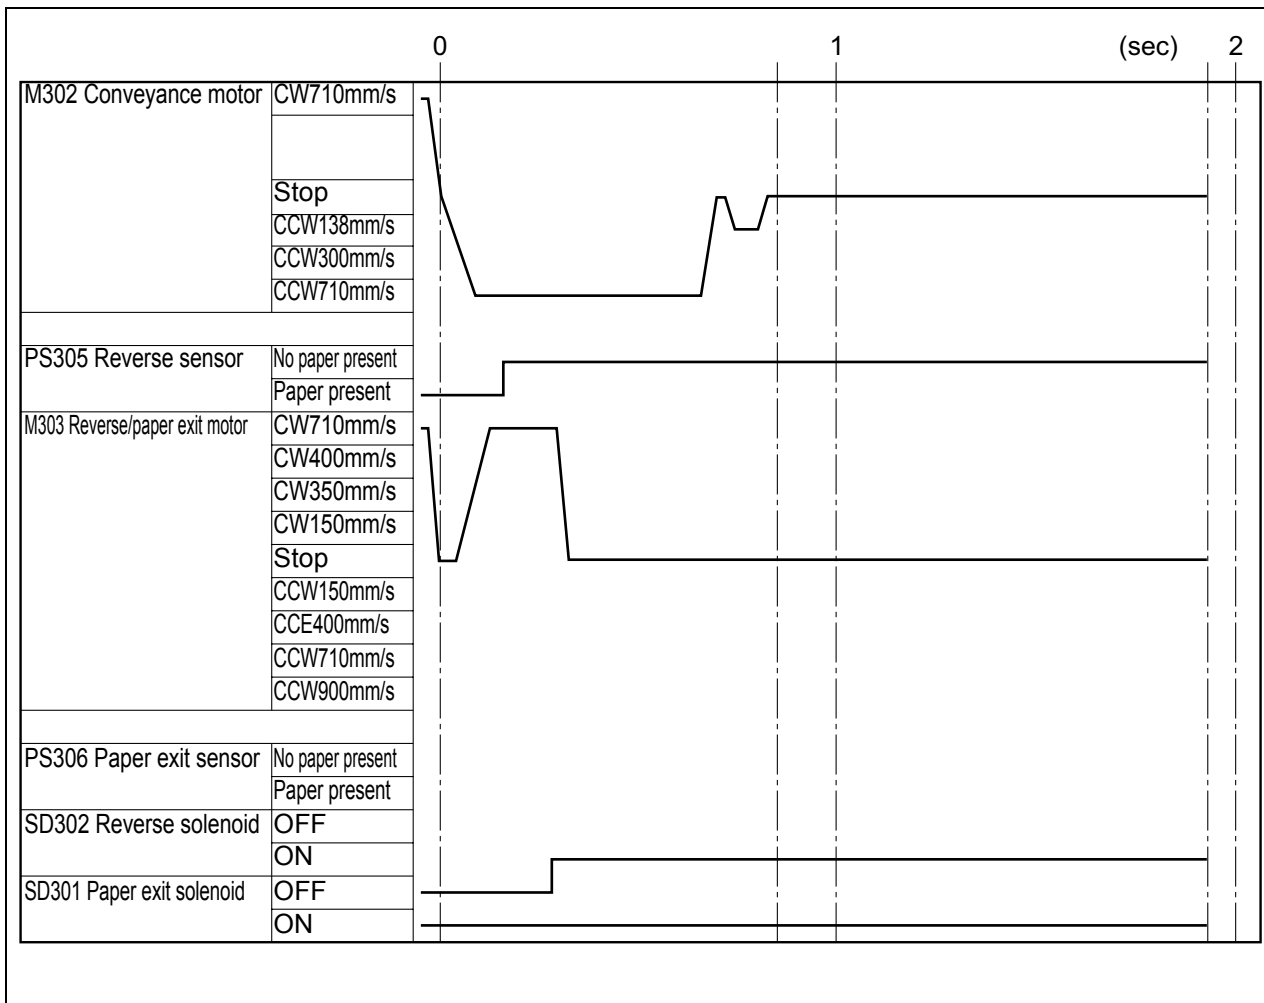 0 1 (sec) 2
M302 Conveyance motor CW710mm/s
Stop
CCW138mm/s
CCW300mm/s
CCW710mm/s
PS305 Reverse sensor No paper present
Paper present
M303 Reverse/paper exit motor CW710mm/s
CW400mm/s
CW350mm/s
CW150mm/s
Stop
CCW150mm/s
CCE400mm/s
CCW710mm/s
CCW900mm/s
PS306 Paper exit sensor No paper present
Paper present
SD302 Reverse solenoid OFF
ON
SD301 Paper exit solenoid OFF
ON